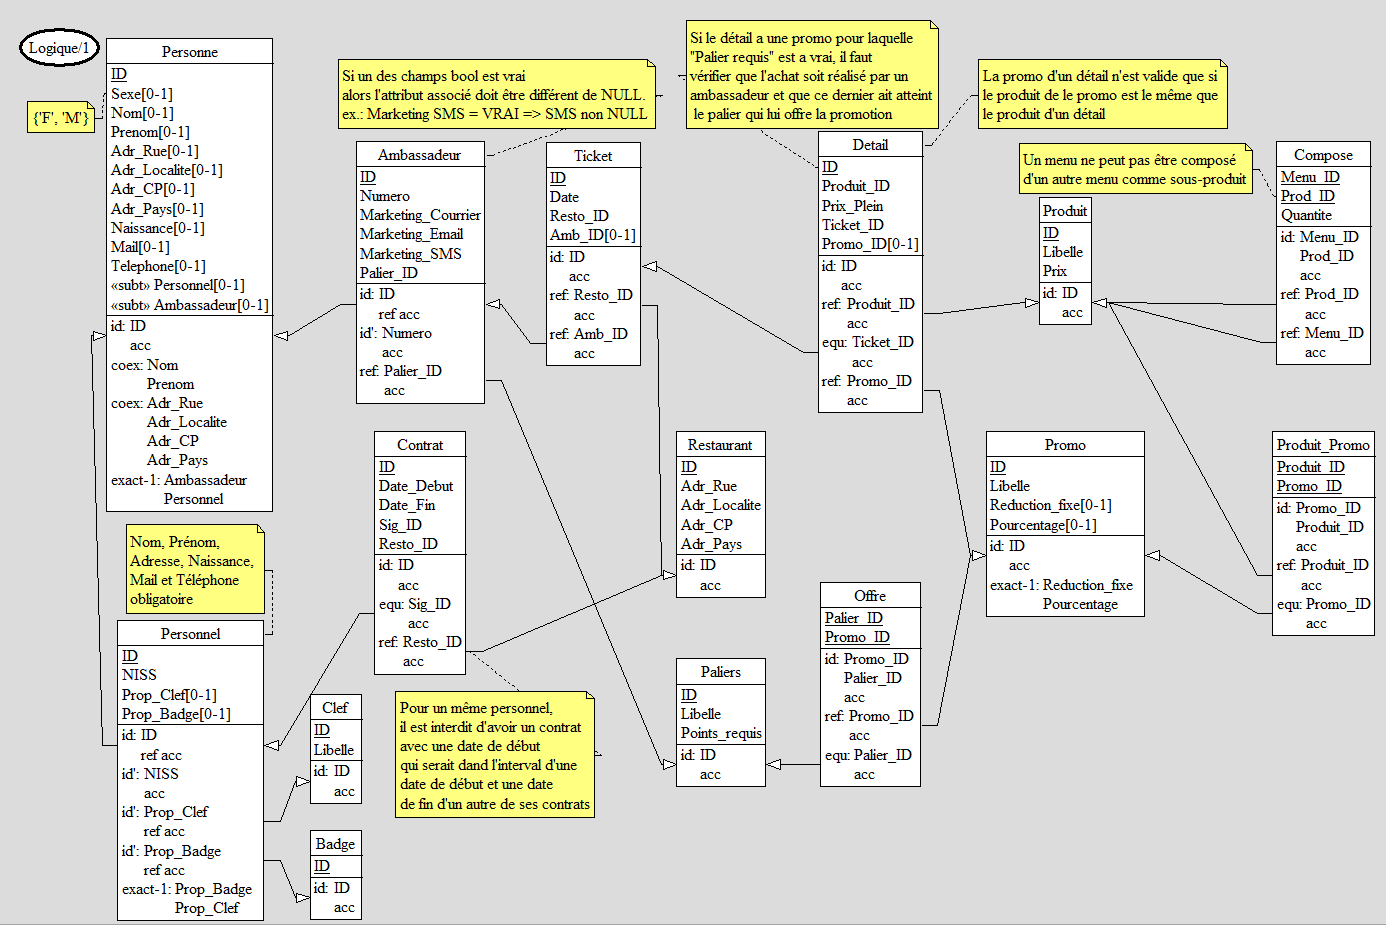 Logique/1
Personne
ID
Sexe[0-1]
Nom[0-1]
Prenom[0-1]
Adr_Rue[0-1]
Adr_Localite[0-1]
Adr_CP[0-1]
Adr_Pays[0-1]
Naissance[0-1]
Mail[0-1]
Telephone[0-1]
«subt» Personnel[0-1]
«subt» Ambassadeur[0-1]
id: ID
acc
coex: Nom
Prenom
coex: Adr_Rue
Adr_Localite
Adr_CP
Adr_Pays
exact-1: Ambassadeur
Personnel
{'F', 'M'}
Si un des champs bool est vrai
alors l'attribut associé doit être différent de NULL.
ex.: Marketing SMS = VRAI => SMS non NULL
Si le détail a une promo pour laquelle
"Palier requis" est a vrai, il faut
vérifier que l'achat soit réalisé par un
ambassadeur et que ce dernier ait atteint
le palier qui lui offre la promotion
La promo d'un détail n'est valide que si
le produit de le promo est le même que
le produit d'un détail
Un menu ne peut pas être composé
d'un autre menu comme sous-produit
Ambassadeur
ID
Numero
Marketing_Courrier
Marketing_Email
Marketing_SMS
Palier_ID
id: ID
ref acc
id': Numero
acc
ref: Palier_ID
acc
Ticket
ID
Date
Resto_ID
Amb_ID[0-1]
id: ID
acc
ref: Resto_ID
acc
ref: Amb_ID
acc
Detail
ID
Produit_ID
Prix_Plein
Ticket_ID
Promo_ID[0-1]
id: ID
acc
ref: Produit_ID
acc
equ: Ticket_ID
acc
ref: Promo_ID
acc
Produit
ID
Libelle
Prix
id: ID
acc
Compose
Menu_ID
Prod_ID
Quantite
id: Menu_ID
Prod_ID
acc
ref: Prod_ID
acc
ref: Menu_ID
acc
Contrat
ID
Date_Debut
Date_Fin
Sig_ID
Resto_ID
id: ID
acc
equ: Sig_ID
acc
ref: Resto_ID
acc
Restaurant
ID
Adr_Rue
Adr_Localite
Adr_CP
Adr_Pays
id: ID
acc
Promo
ID
Libelle
Reduction_fixe[0-1]
Pourcentage[0-1]
id: ID
acc
exact-1: Reduction_fixe
Pourcentage
Produit_Promo
Produit_ID
Promo_ID
id: Promo_ID
Produit_ID
acc
ref: Produit_ID
acc
equ: Promo_ID
acc
Nom, Prénom,
Adresse, Naissance,
Mail et Téléphone
obligatoire
Personnel
ID
NISS
Prop_Clef[0-1]
Prop_Badge[0-1]
id: ID
ref acc
id': NISS
acc
id': Prop_Clef
ref acc
id': Prop_Badge
ref acc
exact-1: Prop_Badge
Prop_Clef
Clef
ID
Libelle
id: ID
acc
Badge
ID
id: ID
acc
Pour un même personnel,
il est interdit d'avoir un contrat
avec une date de début
qui serait dand l'interval d'une
date de début et une date
de fin d'un autre de ses contrats
Paliers
ID
Libelle
Points_requis
id: ID
acc
Offre
Palier_ID
Promo_ID
id: Promo_ID
Palier_ID
acc
ref: Promo_ID
acc
equ: Palier_ID
acc